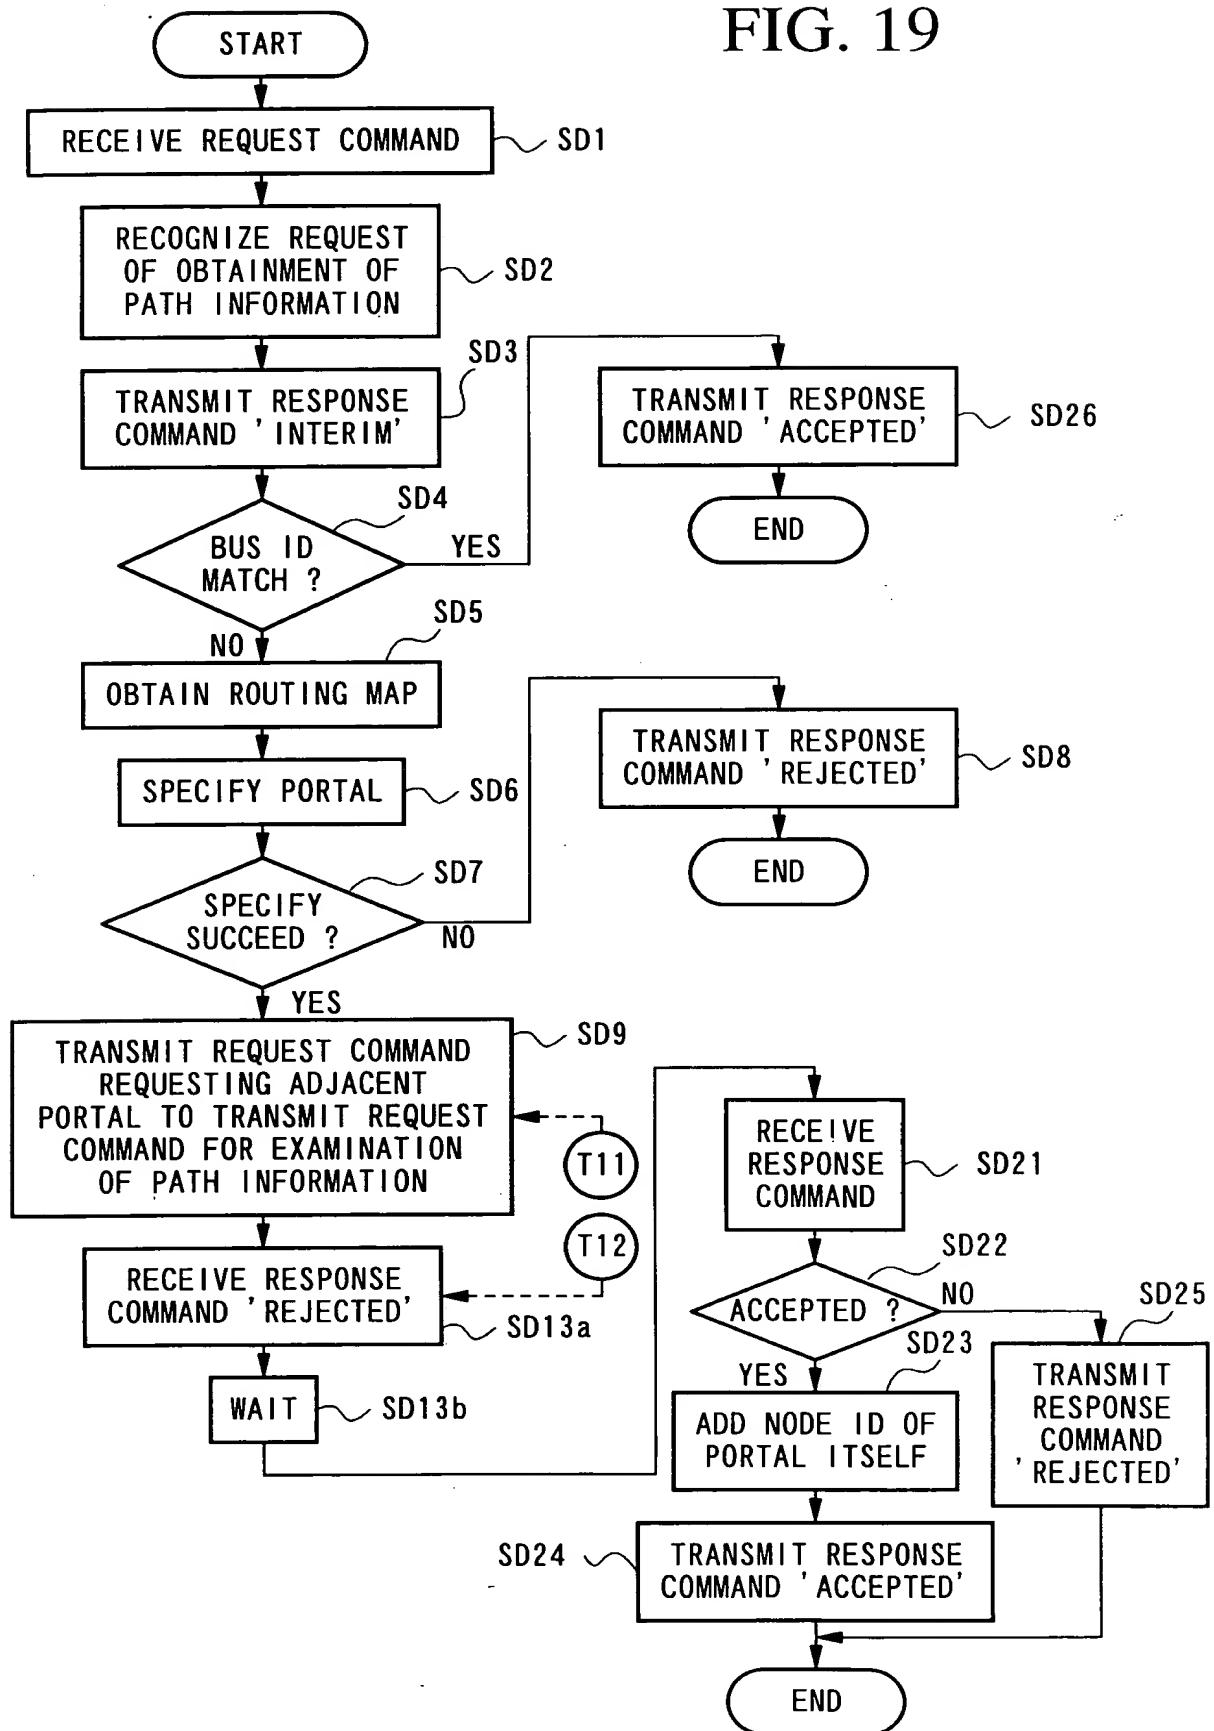 FIG. 19
START
RECEIVE REQUEST COMMAND
SD1
RECOGNIZE REQUEST
OF OBTAINMENT OF
PATH INFORMATION
SD2
SD3
TRANSMIT RESPONSE
COMMAND 'INTERIM'
TRANSMIT RESPONSE
COMMAND 'ACCEPTED'
SD26
END
SD4
BUS ID
MATCH ?
YES
NO
SD5
OBTAIN ROUTING MAP
SPECIFY PORTAL
SD6
TRANSMIT RESPONSE
COMMAND 'REJECTED'
SD8
END
SD7
SPECIFY
SUCCEED ?
NO
YES
SD9
TRANSMIT REQUEST COMMAND
REQUESTING ADJACENT
PORTAL TO TRANSMIT REQUEST
COMMAND FOR EXAMINATION
OF PATH INFORMATION
T11
T12
RECEIVE RESPONSE
COMMAND 'REJECTED'
SD13a
WAIT
SD13b
RECEIVE
RESPONSE
COMMAND
SD21
SD22
ACCEPTED ?
NO
SD25
YES
SD23
ADD NODE ID OF
PORTAL ITSELF
TRANSMIT
RESPONSE
COMMAND
'REJECTED'
SD24
TRANSMIT RESPONSE
COMMAND 'ACCEPTED'
END